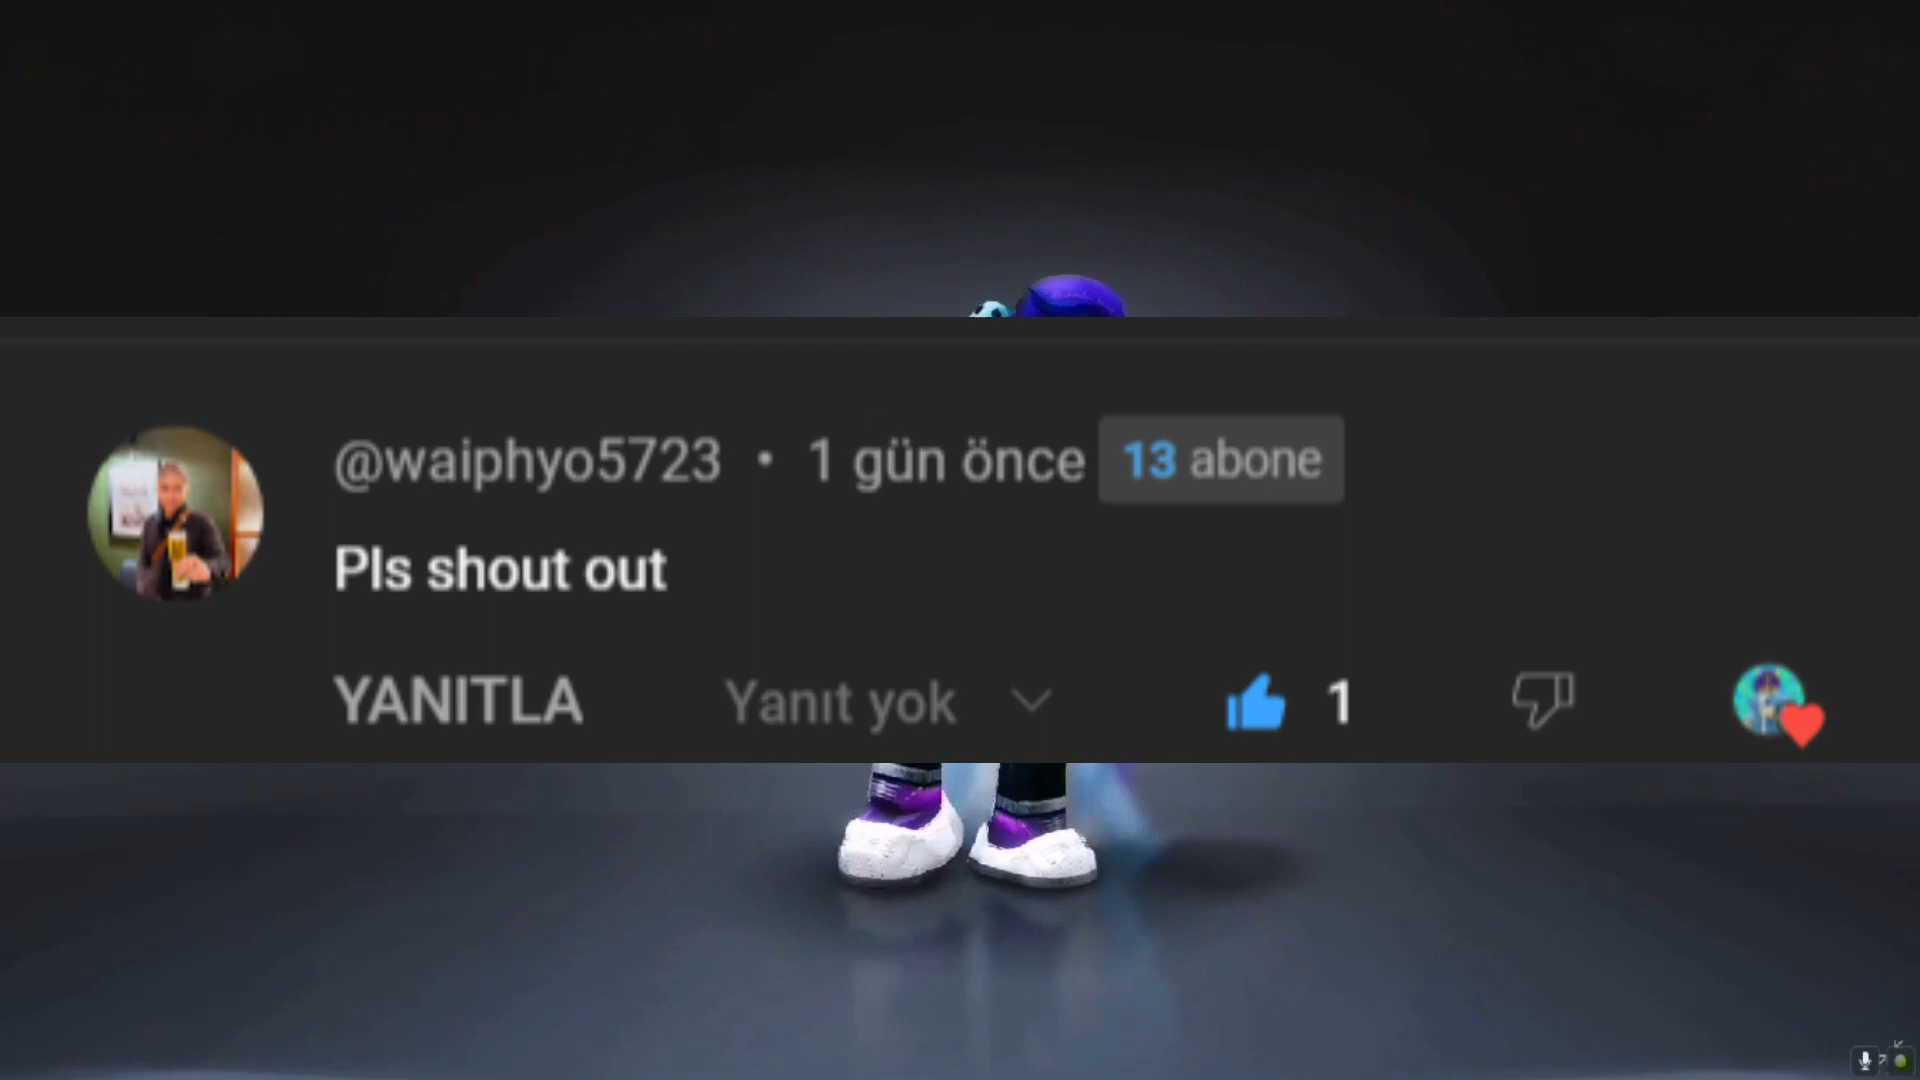 @waiphyo5723 • 1 gün önce 13 abone
Pls shout out
YANITLA Yanıt yok 1